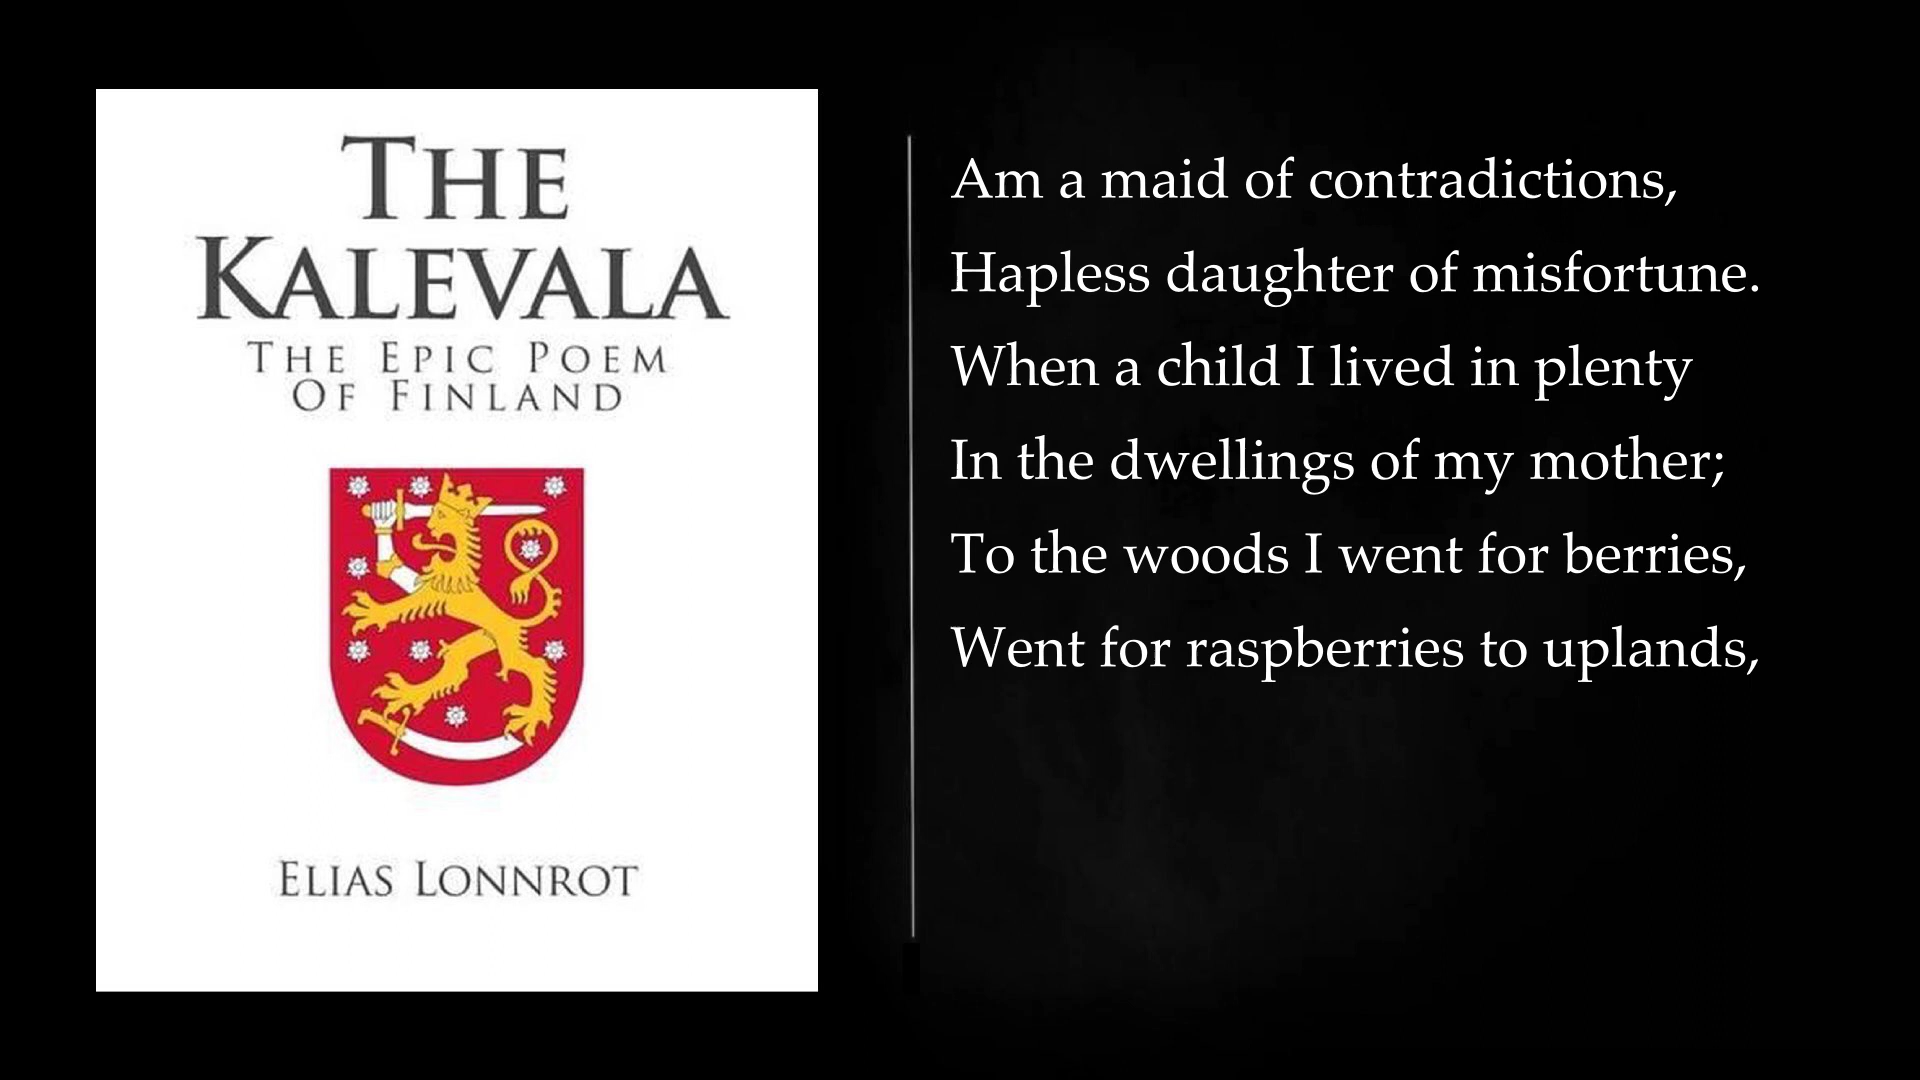 THE
KALEVALA
THE EPIC POEM
OF FINLAND
ELIAS LONNROT
Am a maid of contradictions,
Hapless daughter of misfortune.
When a child I lived in plenty
In the dwellings of my mother;
To the woods I went for berries,
Went for raspberries to uplands,